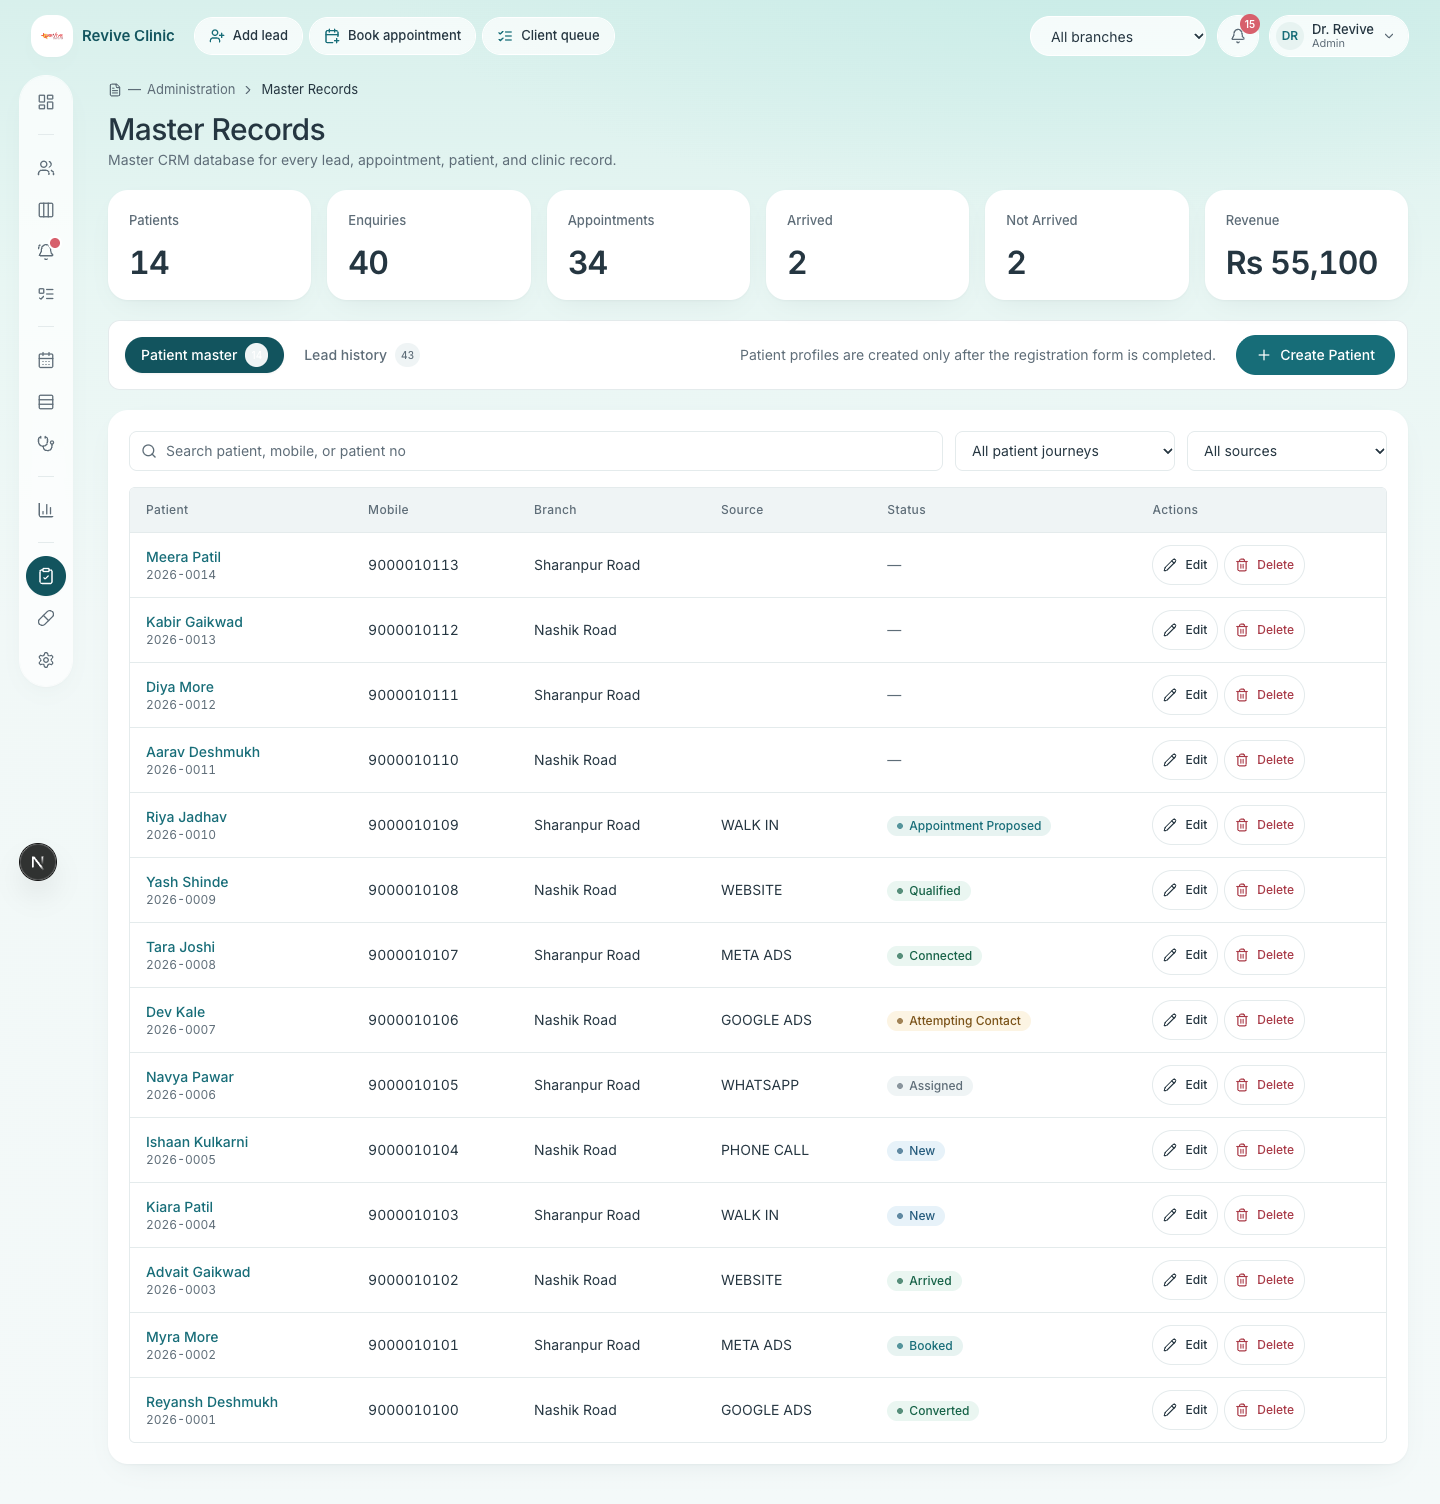 Revive Clinic
Add lead
Book appointment
Client queue
All branches
15
DR
Dr. Revive
Admin
— Administration > Master Records
Master Records
Master CRM database for every lead, appointment, patient, and clinic record.
Patients
14
Enquiries
40
Appointments
34
Arrived
2
Not Arrived
2
Revenue
Rs 55,100
Patient master
Lead history 43
Patient profiles are created only after the registration form is completed.
+ Create Patient
Search patient, mobile, or patient no
All patient journeys
All sources
Patient Mobile Branch Source Status Actions
Meera Patil
2026-0014
9000010113 Sharanpur Road — Edit Delete
Kabir Gaikwad
2026-0013
9000010112 Nashik Road — Edit Delete
Diya More
2026-0012
9000010111 Sharanpur Road — Edit Delete
Aarav Deshmukh
2026-0011
9000010110 Nashik Road — Edit Delete
Riya Jadhav
2026-0010
9000010109 Sharanpur Road WALK IN Appointment Proposed Edit Delete
Yash Shinde
2026-0009
9000010108 Nashik Road WEBSITE Qualified Edit Delete
Tara Joshi
2026-0008
9000010107 Sharanpur Road META ADS Connected Edit Delete
Dev Kale
2026-0007
9000010106 Nashik Road GOOGLE ADS Attempting Contact Edit Delete
Navya Pawar
2026-0006
9000010105 Sharanpur Road WHATSAPP Assigned Edit Delete
Ishaan Kulkarni
2026-0005
9000010104 Nashik Road PHONE CALL New Edit Delete
Kiara Patil
2026-0004
9000010103 Sharanpur Road WALK IN New Edit Delete
Advait Gaikwad
2026-0003
9000010102 Nashik Road WEBSITE Arrived Edit Delete
Myra More
2026-0002
9000010101 Sharanpur Road META ADS Booked Edit Delete
Reyansh Deshmukh
2026-0001
9000010100 Nashik Road GOOGLE ADS Converted Edit Delete
N